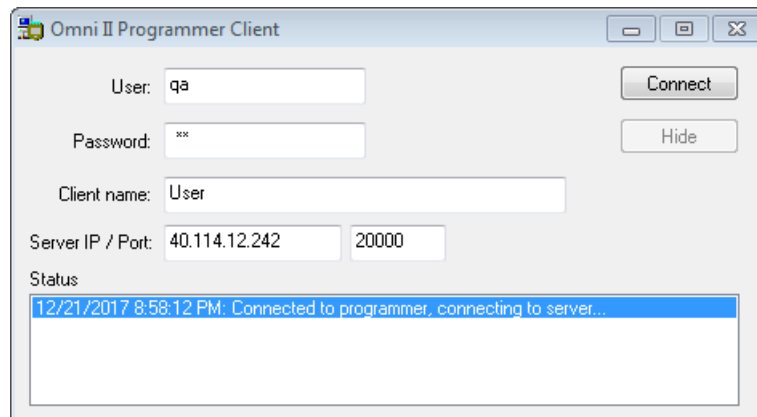 Omni II Programmer Client
User: qa Connect
Password: ** Hide
Client name: User
Server IP / Port: 40.114.12.242 20000
Status
12/21/2017 8:58:12 PM: Connected to programmer, connecting to server...